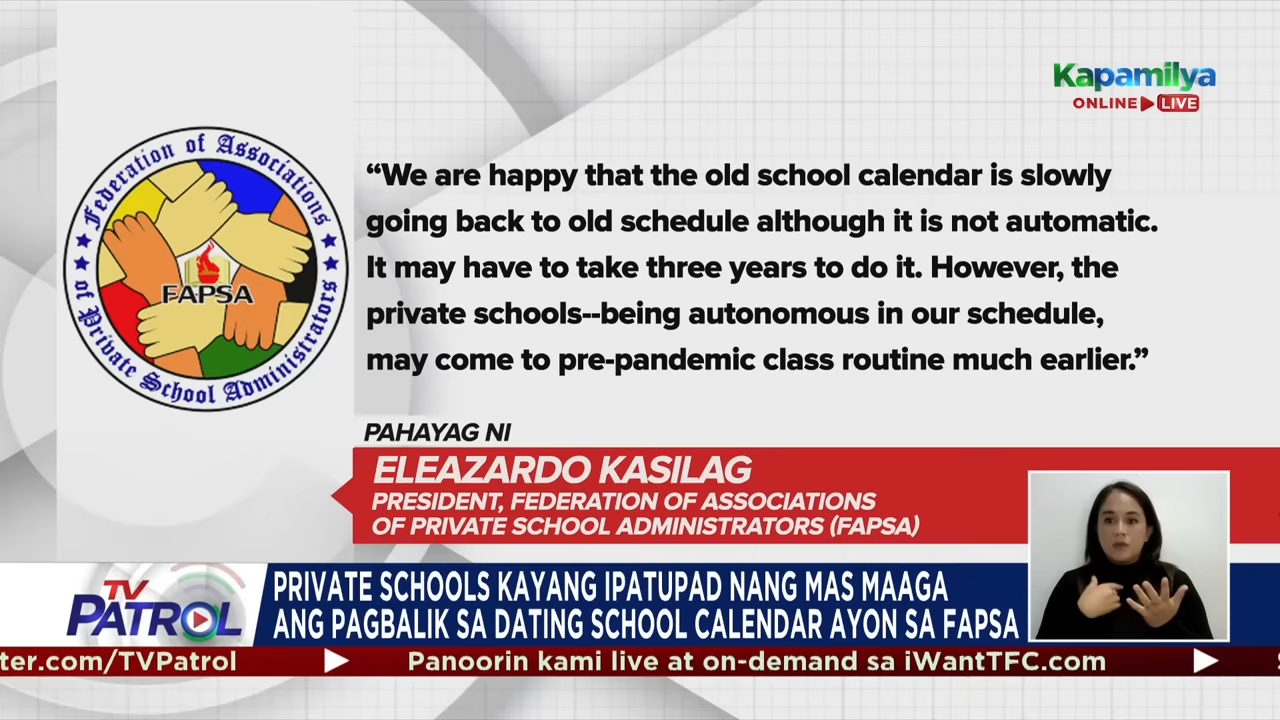 Kapamilya
ONLINE LIVE
Federation of Associations
of Private School Administrators
FAPSA
“We are happy that the old school calendar is slowly
going back to old schedule although it is not automatic.
It may have to take three years to do it. However, the
private schools--being autonomous in our schedule,
may come to pre-pandemic class routine much earlier.”
PAHAYAG NI
ELEAZARDO KASILAG
PRESIDENT, FEDERATION OF ASSOCIATIONS
OF PRIVATE SCHOOL ADMINISTRATORS (FAPSA)
TV
PATROL
PRIVATE SCHOOLS KAYANG IPATUPAD NANG MAS MAAGA
ANG PAGBALIK SA DATING SCHOOL CALENDAR AYON SA FAPSA
ter.com/TVPatrol Panoorin kami live at on-demand sa iWantTFC.com